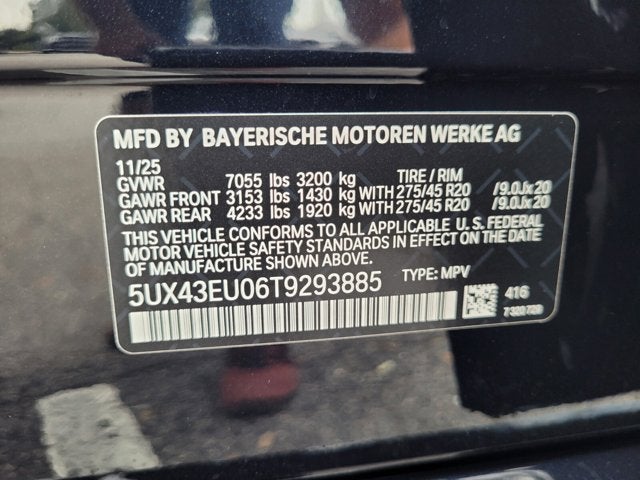 MFD BY BAYERISCHE MOTOREN WERKE AG
11/25
GVWR 7055 lbs 3200 kg TIRE / RIM
GAWR FRONT 3153 lbs 1430 kg WITH 275/45 R20 /9.0Jx20
GAWR REAR 4233 lbs 1920 kg WITH 275/45 R20 /9.0Jx20
THIS VEHICLE CONFORMS TO ALL APPLICABLE U.S. FEDERAL
MOTOR VEHICLE SAFETY STANDARDS IN EFFECT ON THE DATE
OF MANUFACTURE SHOWN ABOVE.
5UX43EU06T9293885 TYPE: MPV
416